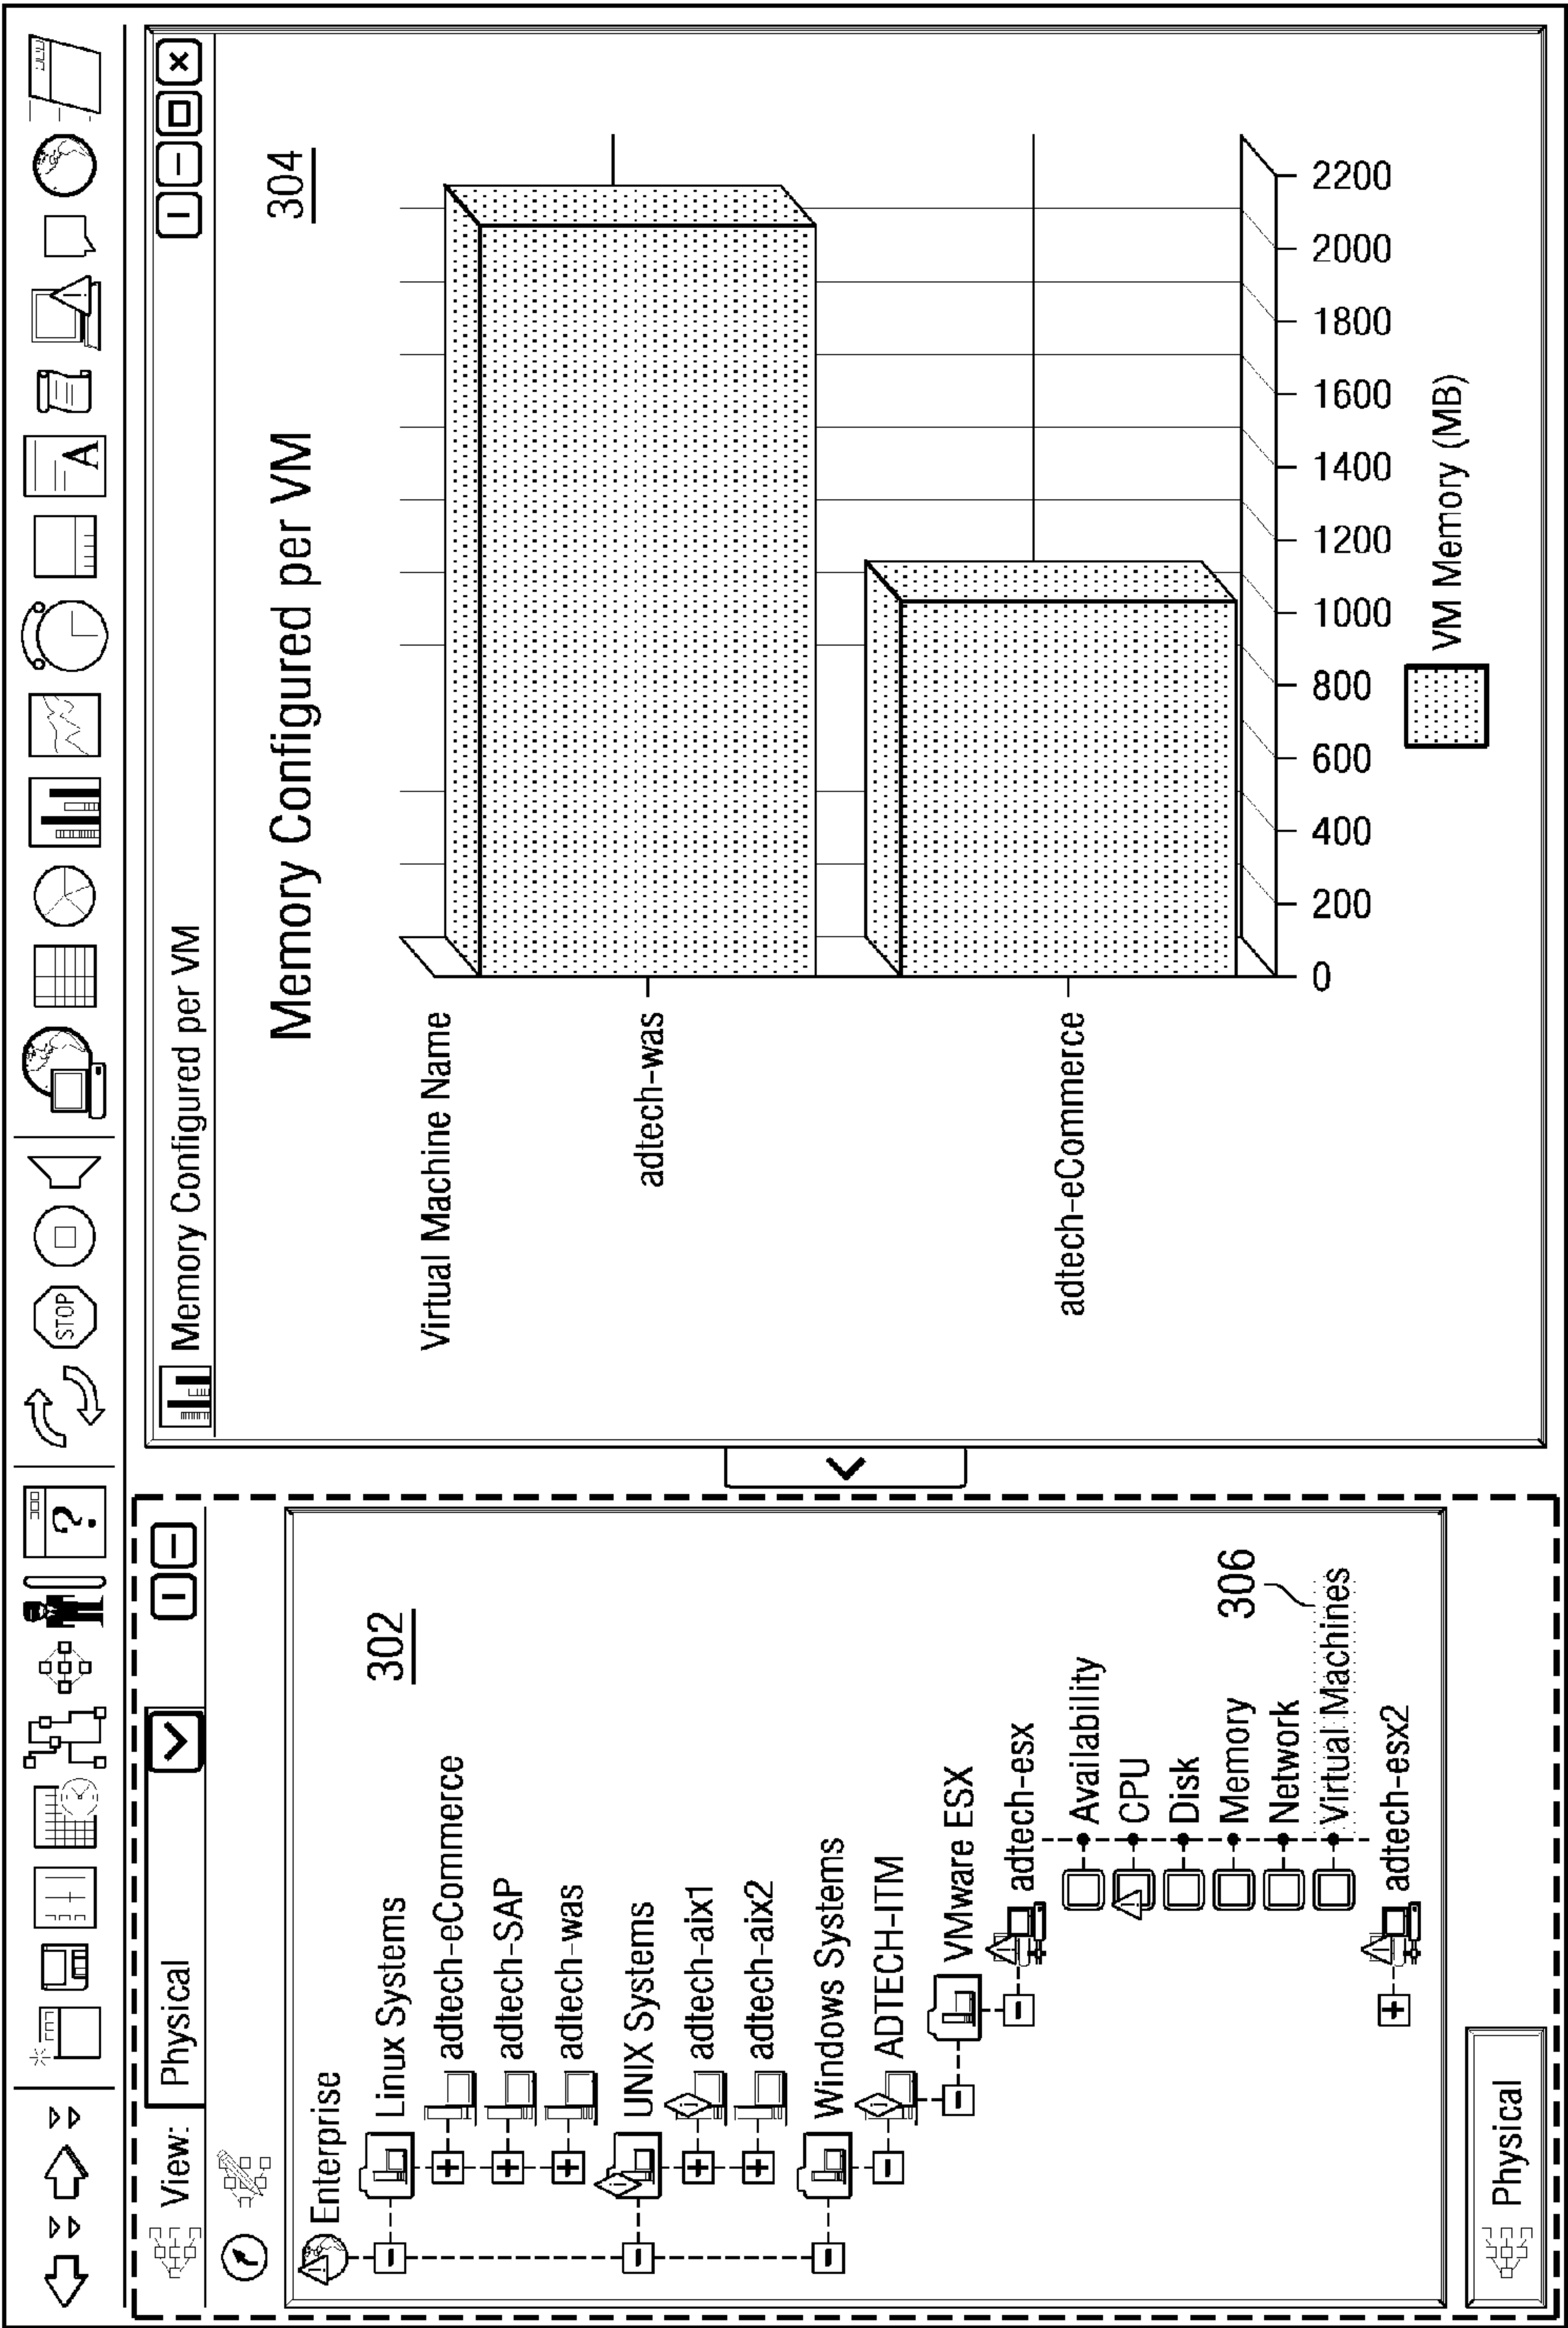 STOP
?
A
View: Physical
Enterprise
Linux Systems
adtech-eCommerce
adtech-SAP
adtech-was
UNIX Systems
adtech-aix1
adtech-aix2
Windows Systems
ADTECH-ITM
VMware ESX
adtech-esx
Availability
CPU
Disk
Memory
Network
Virtual Machines
adtech-esx2
302
306
Physical
Memory Configured per VM
304
Memory Configured per VM
Virtual Machine Name
adtech-was
adtech-eCommerce
0 200 400 600 800 1000 1200 1400 1600 1800 2000 2200
VM Memory (MB)